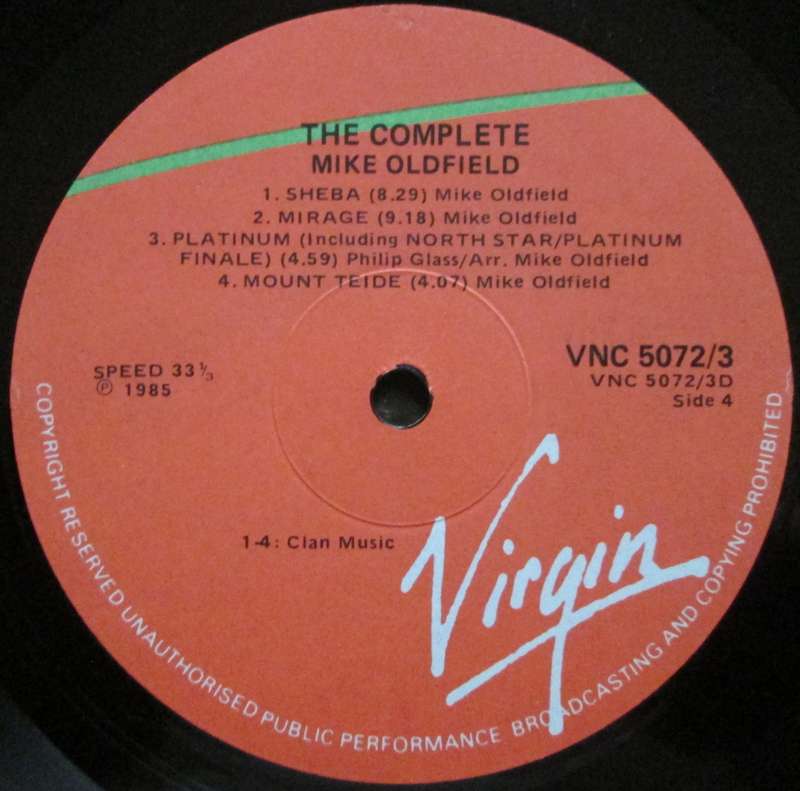 THE COMPLETE
MIKE OLDFIELD
1. SHEBA (8.29) Mike Oldfield
2. MIRAGE (9.18) Mike Oldfield
3. PLATINUM (Including NORTH STAR/PLATINUM
FINALE) (4.59) Philip Glass/Arr. Mike Oldfield
4. MOUNT TEIDE (4.07) Mike Oldfield
SPEED 33 ⅓
℗ 1985
VNC 5072/3
VNC 5072/3D
Side 4
1-4: Clan Music
Virgin
COPYRIGHT RESERVED UNAUTHORISED PUBLIC PERFORMANCE BROADCASTING AND COPYING PROHIBITED